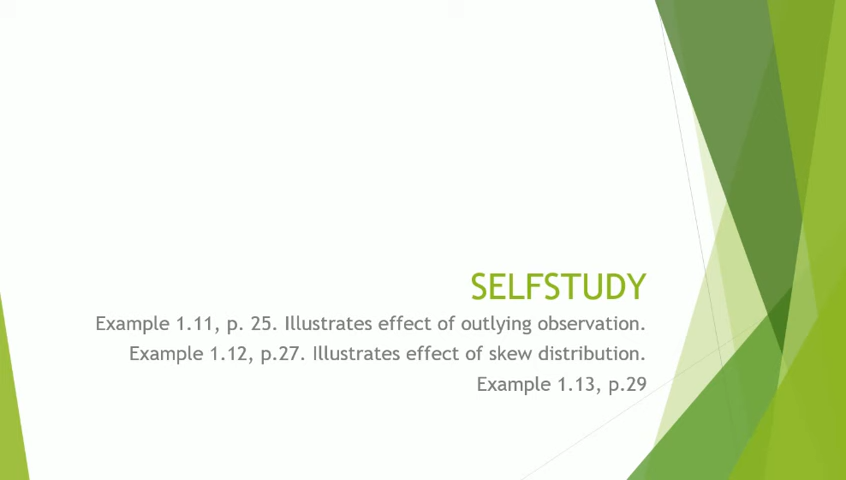 SELFSTUDY
Example 1.11, p. 25. Illustrates effect of outlying observation.
Example 1.12, p.27. Illustrates effect of skew distribution.
Example 1.13, p.29